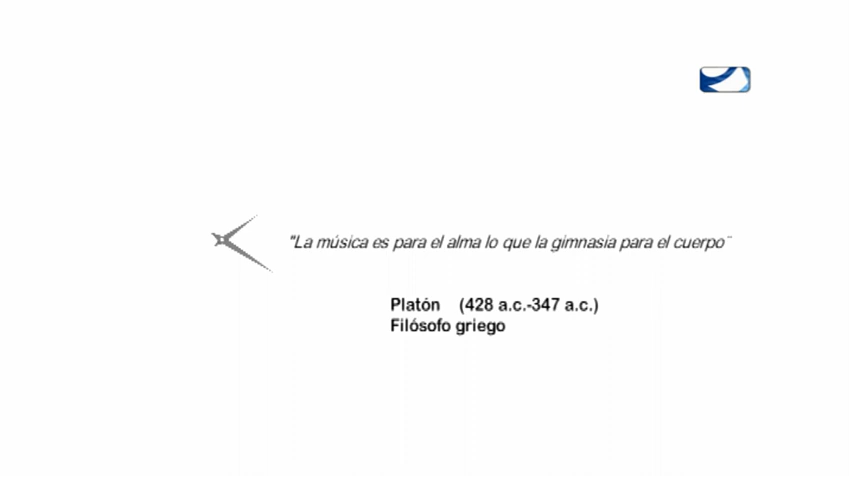 "La música es para el alma lo que la gimnasia para el cuerpo¨
Platón (428 a.c.-347 a.c.)
Filósofo griego